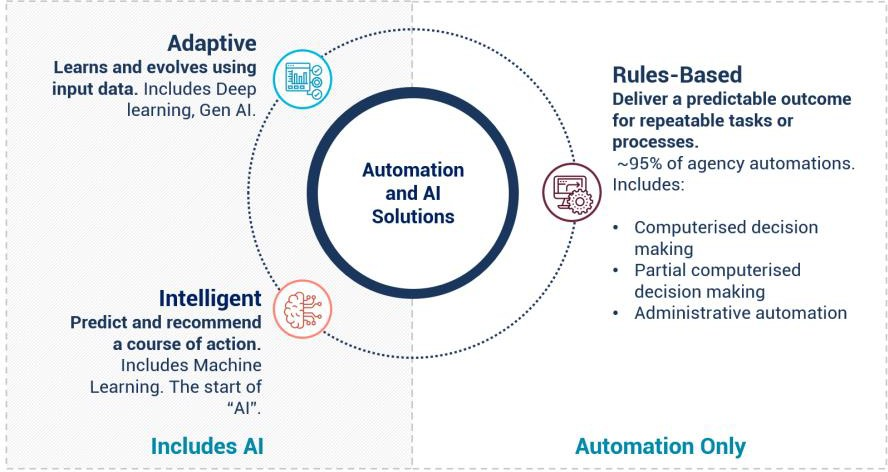 Adaptive
Learns and evolves using
input data. Includes Deep
learning, Gen AI.
Automation
and AI
Solutions
Intelligent
Predict and recommend
a course of action.
Includes Machine
Learning. The start of
“AI”.
Includes AI
Rules-Based
Deliver a predictable outcome
for repeatable tasks or
processes.
~95% of agency automations.
Includes:
• Computerised decision
making
• Partial computerised
decision making
• Administrative automation
Automation Only